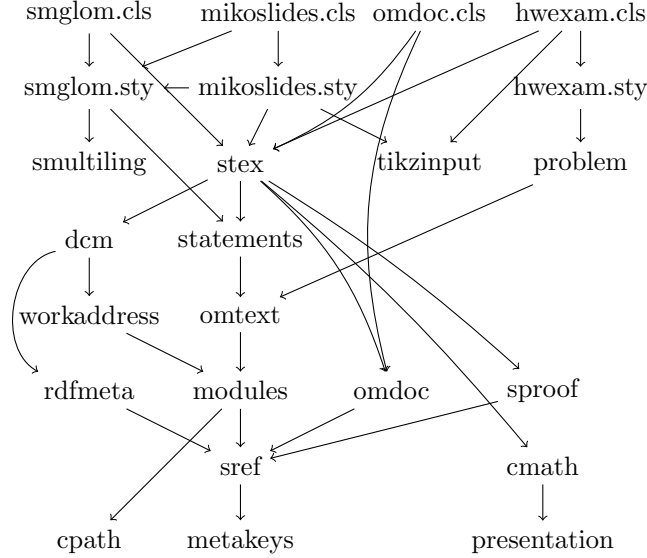 smglom.cls mikoslides.cls omdoc.cls hwexam.cls
smglom.sty mikoslides.sty hwexam.sty
smultiling stex tikzinput problem
dcm statements
workaddress omtext
rdfmeta modules omdoc sproof
sref cmath
cpath metakeys presentation